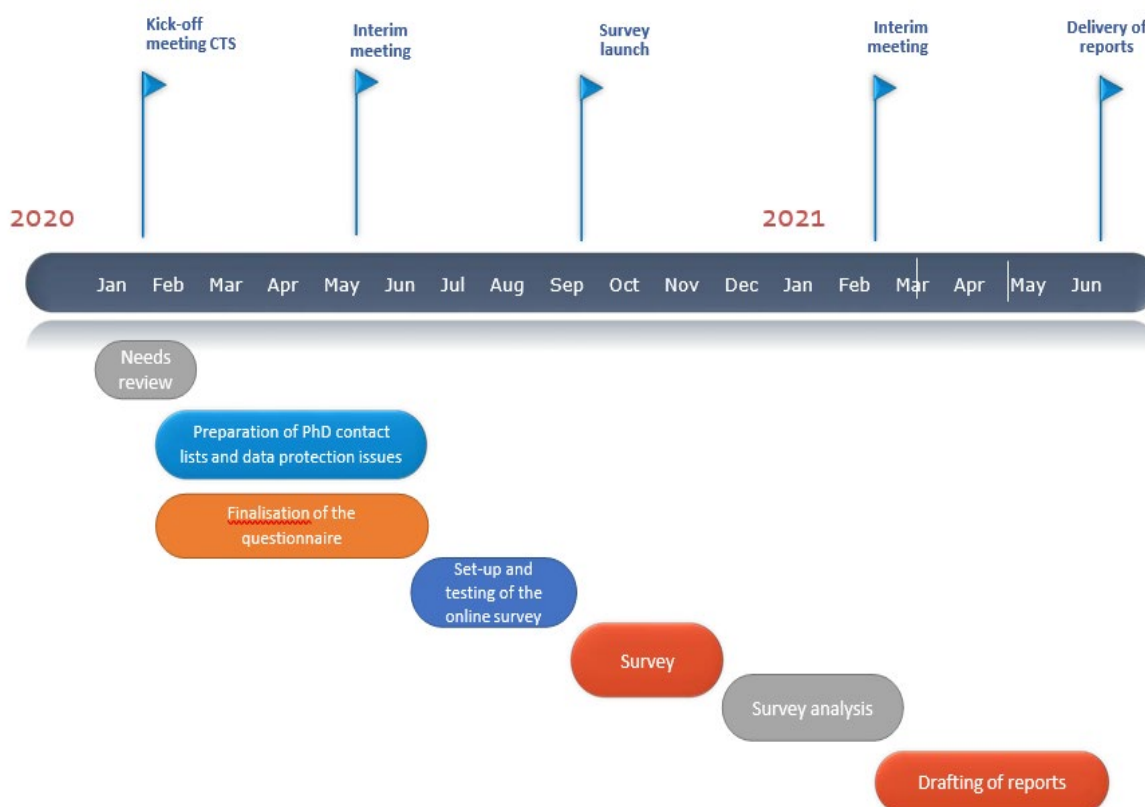 Kick-off
meeting CTS
Interim
meeting
Survey
launch
Interim
meeting
Delivery of
reports
2020
2021
Jan Feb Mar Apr May Jun Jul Aug Sep Oct Nov Dec Jan Feb Mar Apr May Jun
Needs
review
Preparation of PhD contact
lists and data protection issues
Finalisation of the
questionnaire
Set-up and
testing of the
online survey
Survey
Survey analysis
Drafting of reports